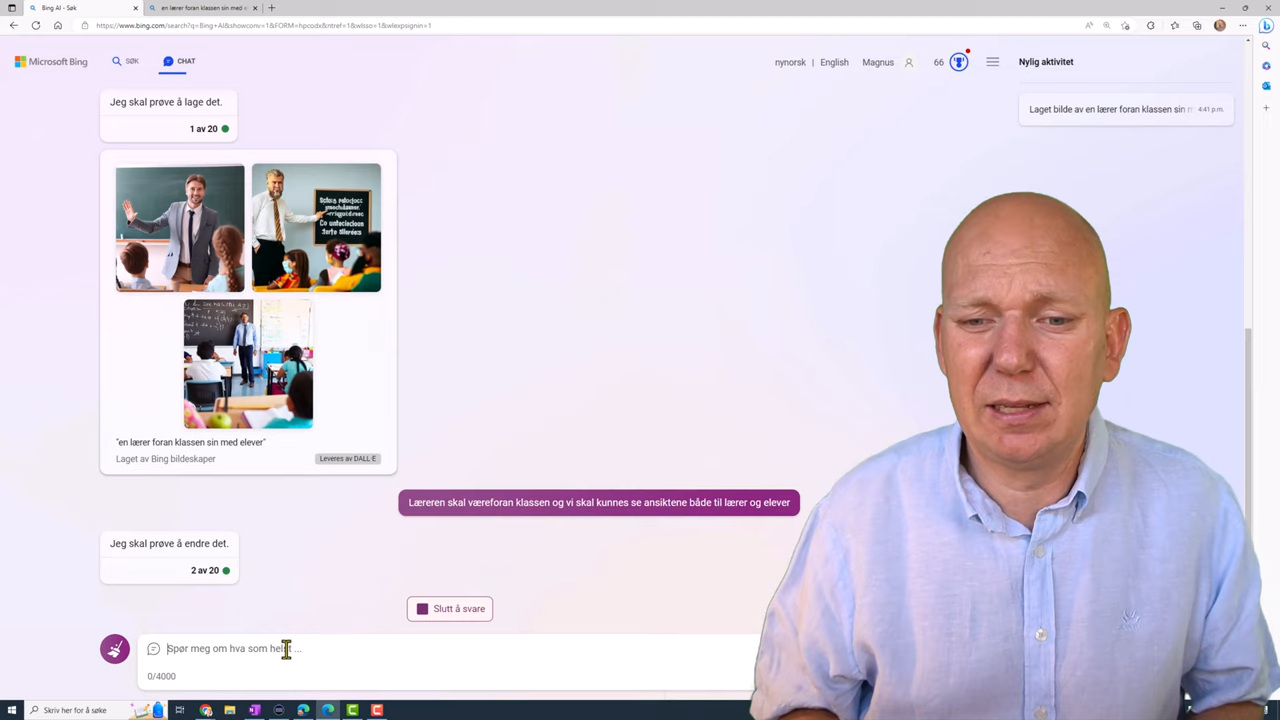 Bing AI - Søk
en lærer foran klassen sin med e
https://www.bing.com/search?q=Bing+AI&showconv=1&FORM=hpcodx&ntref=1&wlsso=1&wlexpsignin=1
Microsoft Bing
SØK
CHAT
nynorsk | English
Magnus
66
Nylig aktivitet
Laget bilde av en lærer foran klassen sin
4:41 p.m.
Jeg skal prøve å lage det.
1 av 20
"en lærer foran klassen sin med elever"
Laget av Bing bildeskaper
Leveres av DALL·E
Læreren skal væreforan klassen og vi skal kunnes se ansiktene både til lærer og elever
Jeg skal prøve å endre det.
2 av 20
Slutt å svare
Spør meg om hva som helst ...
0/4000
Skriv her for å søke